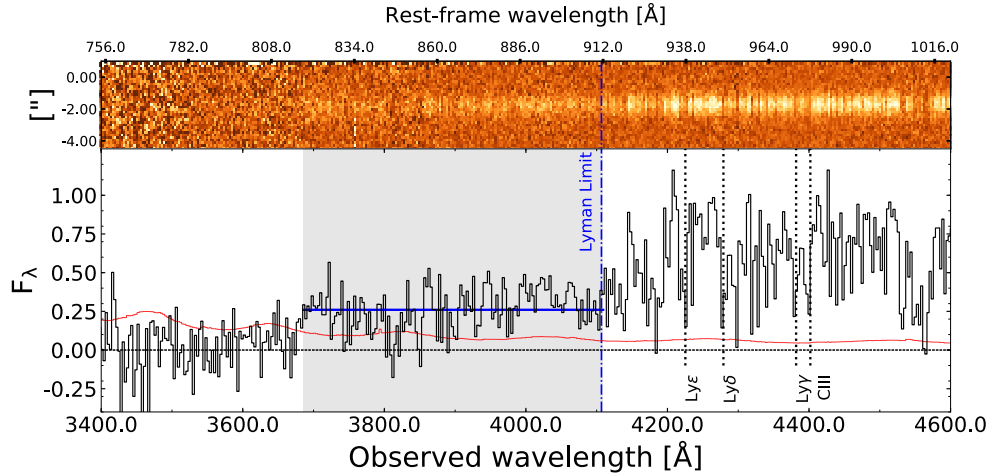 Rest-frame wavelength [Å]
756.0 782.0 808.0 834.0 860.0 886.0 912.0 938.0 964.0 990.0 1016.0
["]
0.00
-2.00
-4.00
F_λ
1.00
0.75
0.50
0.25
0.00
-0.25
Lyman Limit
Lyε
Lyδ
Lyγ
CIII
3400.0 3600.0 3800.0 4000.0 4200.0 4400.0 4600.0
Observed wavelength [Å]